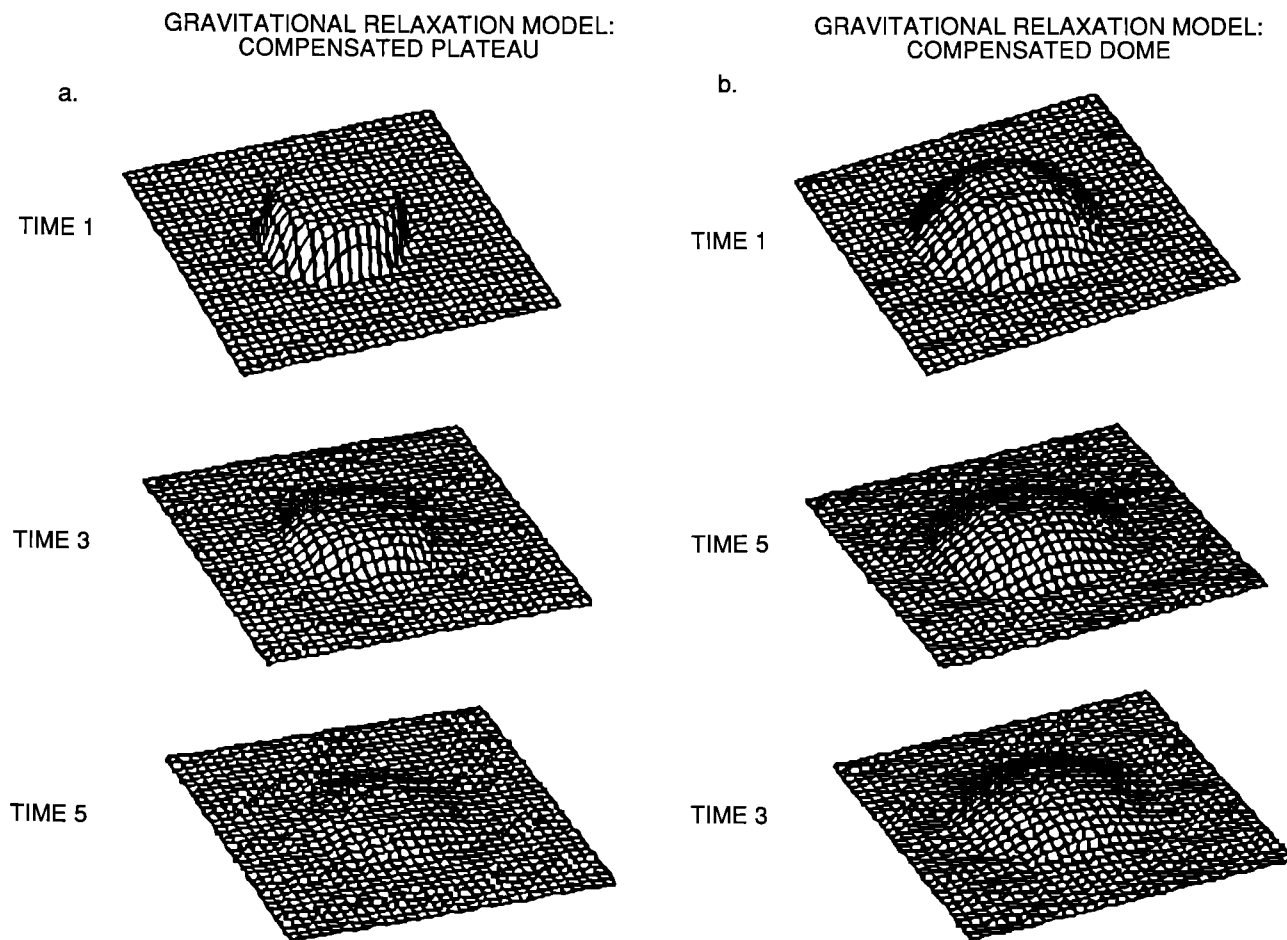 GRAVITATIONAL RELAXATION MODEL:
COMPENSATED PLATEAU
a.
TIME 1
TIME 3
TIME 5
GRAVITATIONAL RELAXATION MODEL:
COMPENSATED DOME
b.
TIME 1
TIME 5
TIME 3